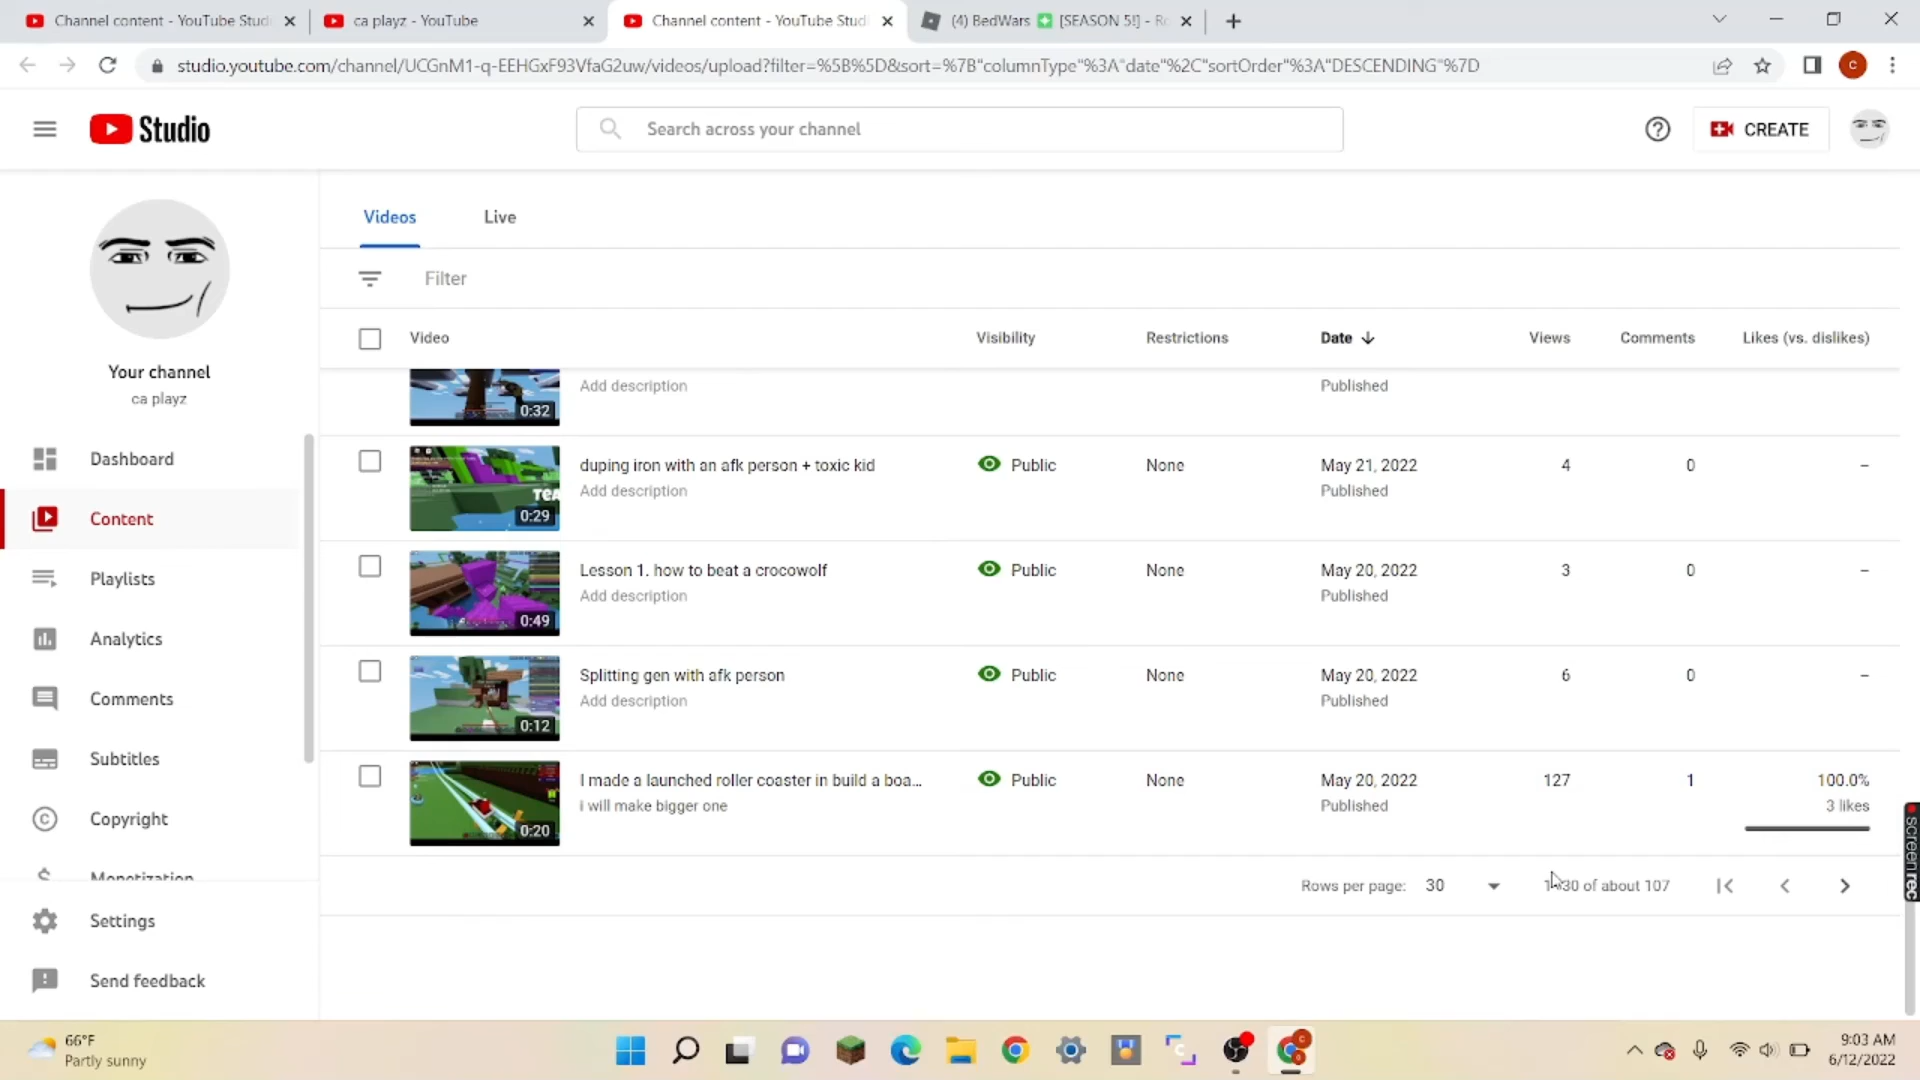 Channel content - YouTube Stud
ca playz - YouTube
Channel content - YouTube Studi
(4) BedWars [SEASON 5!] - Ro
studio.youtube.com/channel/UCGnM1-q-EEHGxF93VfaG2uw/videos/upload?filter=%5B%5D&sort=%7B"columnType"%3A"date"%2C"sortOrder"%3A"DESCENDING"%7D
C
Studio
Search across your channel
CREATE
Your channel
ca playz
Dashboard
Content
Playlists
Analytics
Comments
Subtitles
Copyright
Monetization
Settings
Send feedback
Videos
Live
Filter
Video Visibility Restrictions Date Views Comments Likes (vs. dislikes)
0:32 Add description Published
duping iron with an afk person + toxic kid Public None May 21, 2022 4 0 –
Add description Published
0:29
Lesson 1. how to beat a crocowolf Public None May 20, 2022 3 0 –
Add description Published
0:49
Splitting gen with afk person Public None May 20, 2022 6 0 –
Add description Published
0:12
I made a launched roller coaster in build a boa... Public None May 20, 2022 127 1 100.0%
i will make bigger one Published 3 likes
0:20
Rows per page: 30 1–30 of about 107
screenrec
66°F
Partly sunny
9:03 AM
6/12/2022